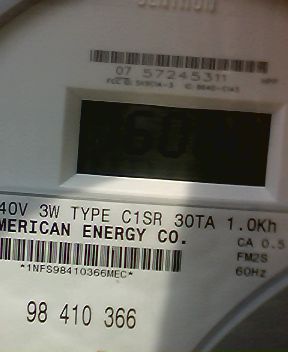 07 57245311
40V 3W TYPE C1SR 30TA 1.0Kh
MERICAN ENERGY CO.
CA 0.5
*1NFS98410366MEC*
FM2S
60Hz
98 410 366